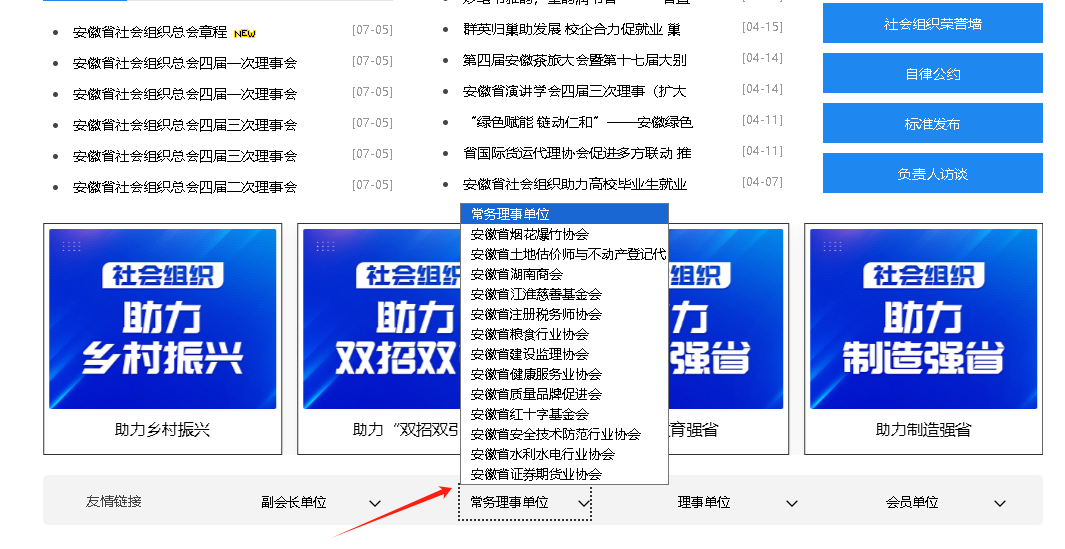 安徽省社会组织总会章程 NEW [07-05]
安徽省社会组织总会四届一次理事会 [07-05]
安徽省社会组织总会四届一次理事会 [07-05]
安徽省社会组织总会四届三次理事会 [07-05]
安徽省社会组织总会四届三次理事会 [07-05]
安徽省社会组织总会四届二次理事会 [07-05]
群英归巢助发展 校企合力促就业 巢 [04-15]
第四届安徽茶旅大会暨第十七届大别 [04-14]
安徽省演讲学会四届三次理事（扩大 [04-14]
“绿色赋能 链动仁和”——安徽绿色 [04-11]
省国际货运代理协会促进多方联动 推 [04-11]
安徽省社会组织助力高校毕业生就业 [04-07]
社会组织荣誉墙
自律公约
标准发布
负责人访谈
社会组织
助力
乡村振兴
助力乡村振兴
社会组
助力
双招双
助力“双招双引
常务理事单位
安徽省烟花爆竹协会
安徽省土地估价师与不动产登记代
安徽省湖南商会
安徽省江淮慈善基金会
安徽省注册税务师协会
安徽省粮食行业协会
安徽省建设监理协会
安徽省健康服务业协会
安徽省质量品牌促进会
安徽省红十字基金会
安徽省安全技术防范行业协会
安徽省水利水电行业协会
安徽省证券期货业协会
组织
力
强省
育强省
社会组织
助力
制造强省
助力制造强省
友情链接 副会长单位 常务理事单位 理事单位 会员单位